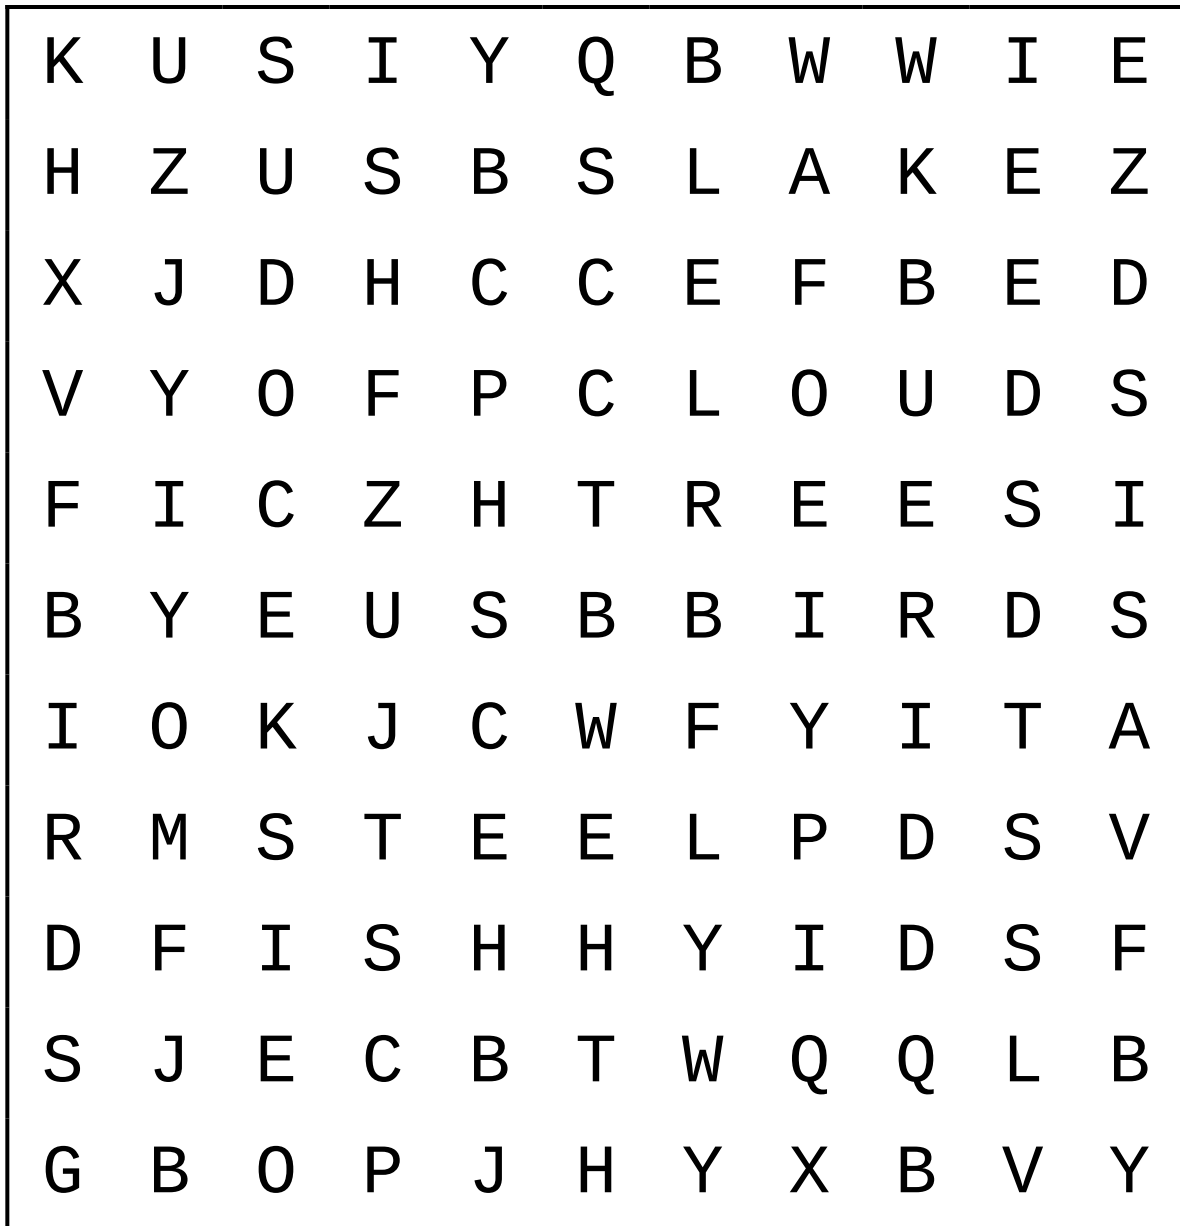 K U S I Y Q B W W I E
H Z U S B S L A K E Z
X J D H C C E F B E D
V Y O F P C L O U D S
F I C Z H T R E E S I
B Y E U S B B I R D S
I O K J C W F Y I T A
R M S T E E L P D S V
D F I S H H Y I D S F
S J E C B T W Q Q L B
G B O P J H Y X B V Y